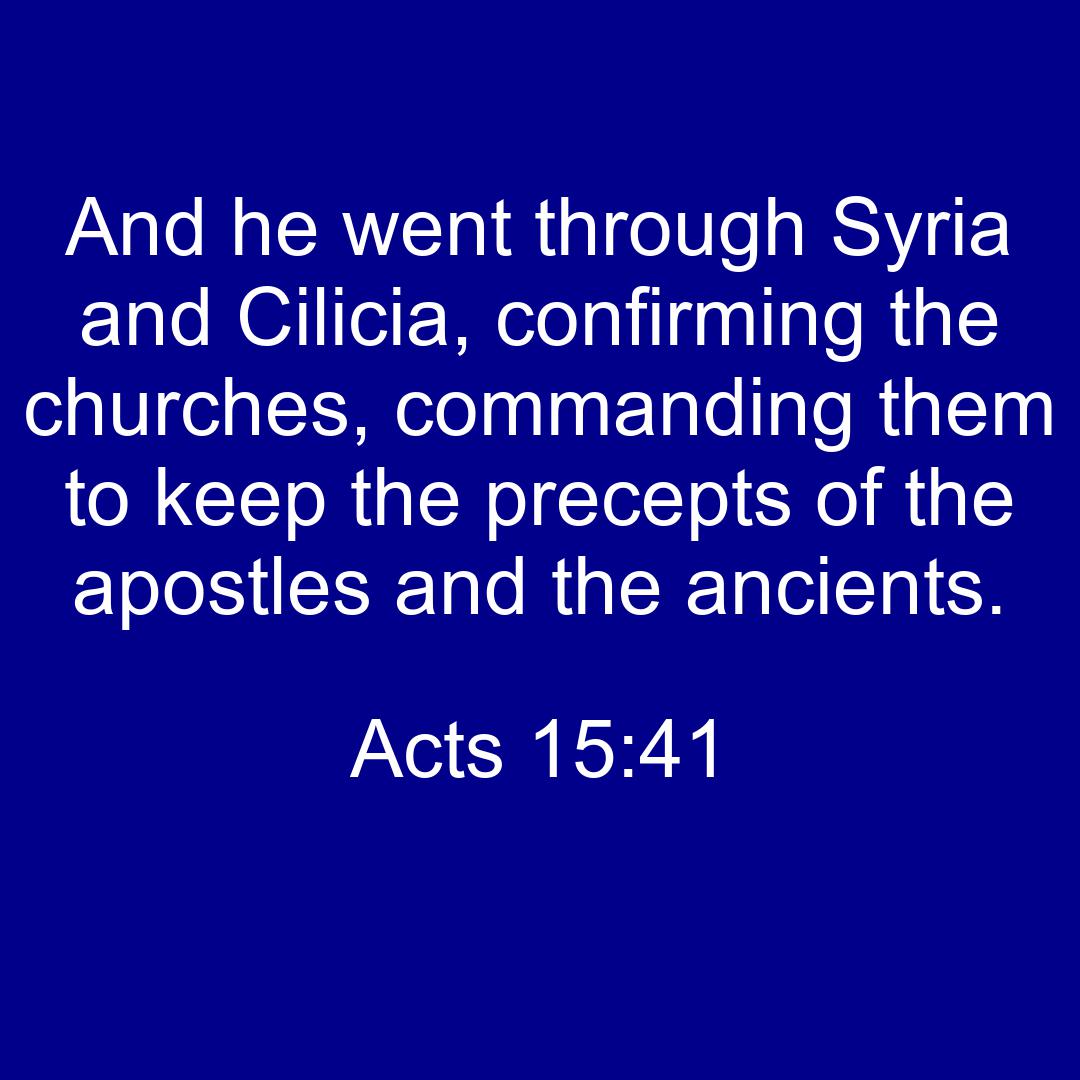 And he went through Syria
and Cilicia, confirming the
churches, commanding them
to keep the precepts of the
apostles and the ancients.
Acts 15:41